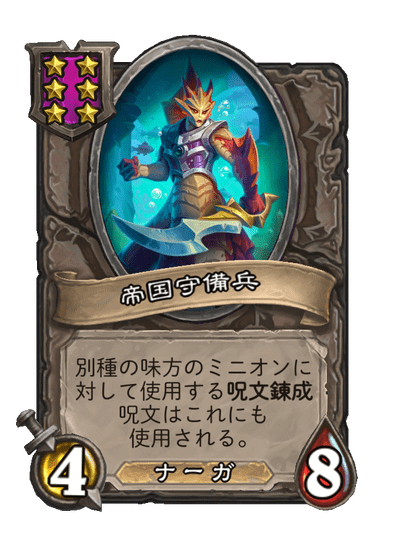 帝国守備兵
別種の味方のミニオンに
対して使用する呪文錬成
呪文はこれにも
使用される。
4
ナーガ
8